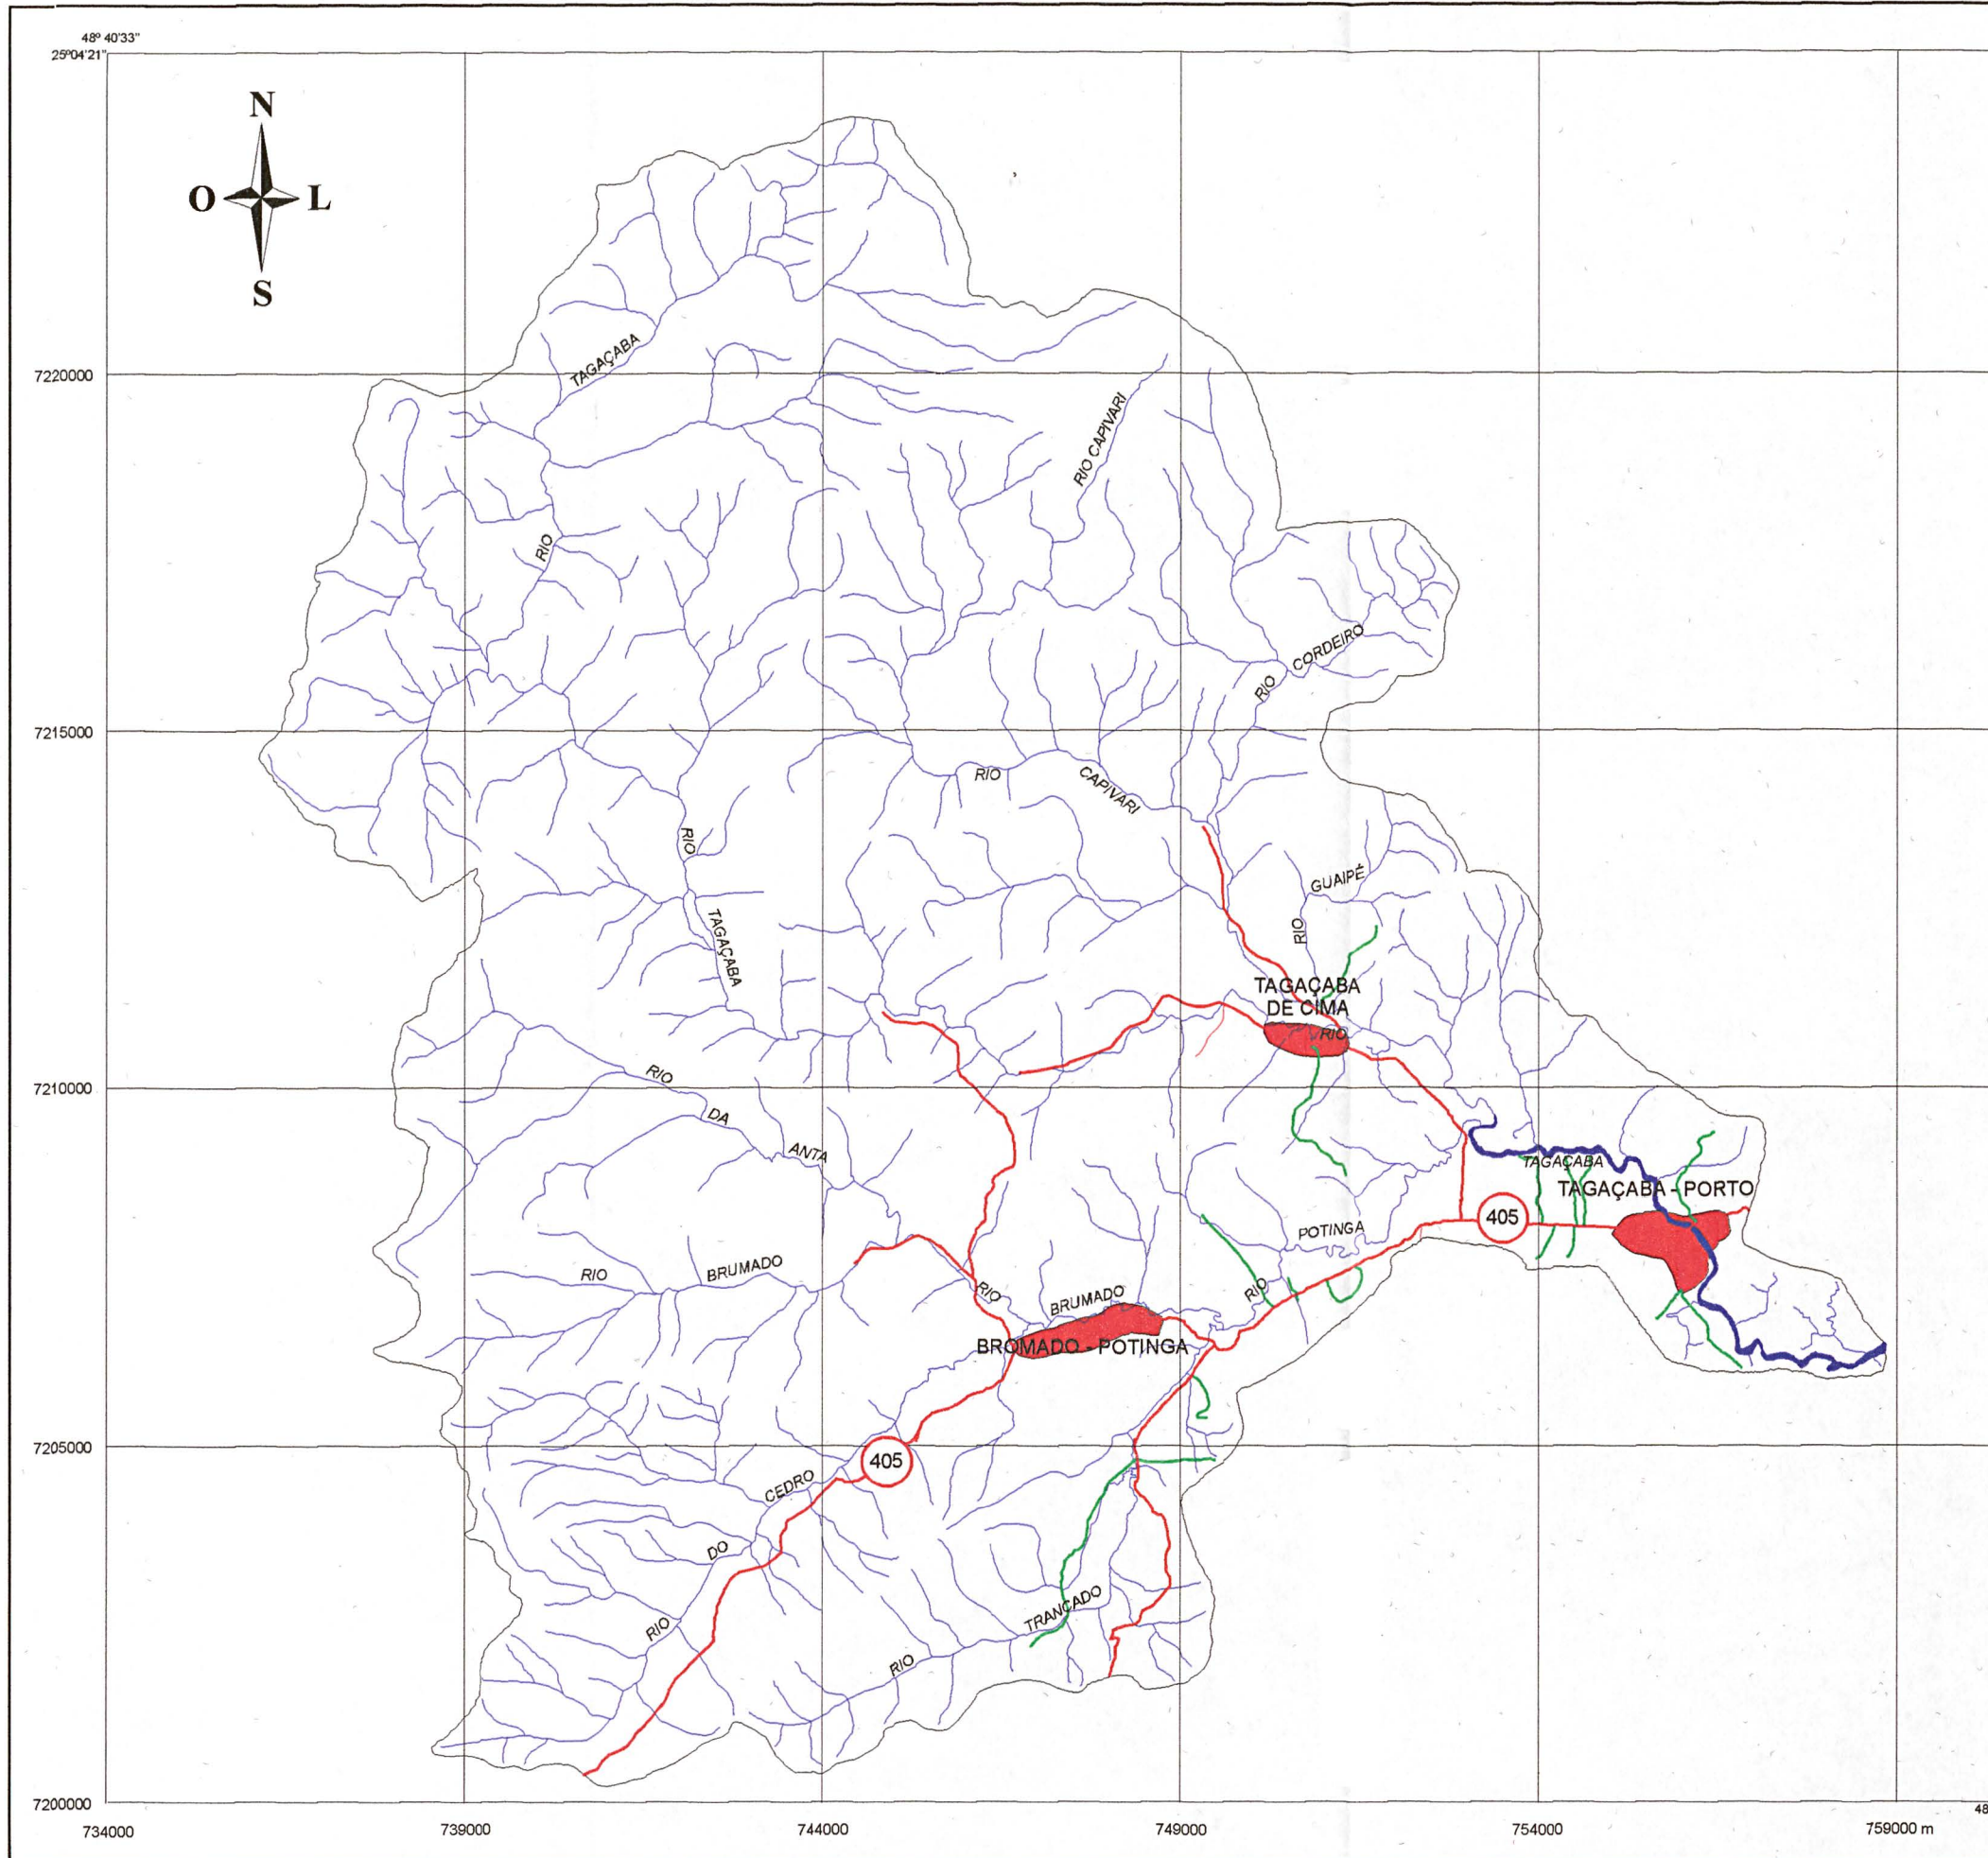 48º 40'33"
25º04'21"
N
O L
S
7220000
7215000
7210000
7205000
7200000
734000
739000
744000
749000
754000
759000 m
48
TAGAÇABA
RIO
RIO CAPIVARI
CORDEIRO
RIO
RIO
CAPIVARI
RIO
TAGAÇABA
GUAIPÉ
RIO
TAGAÇABA
DE CIMA
RIO
RIO
DA
ANTA
TAGAÇABA
TAGAÇABA - PORTO
405
POTINGA
RIO
RIO
BRUMADO
RIO
BRUMADO
BROMADO - POTINGA
405
CEDRO
DO
RIO
TRANCADO
RIO